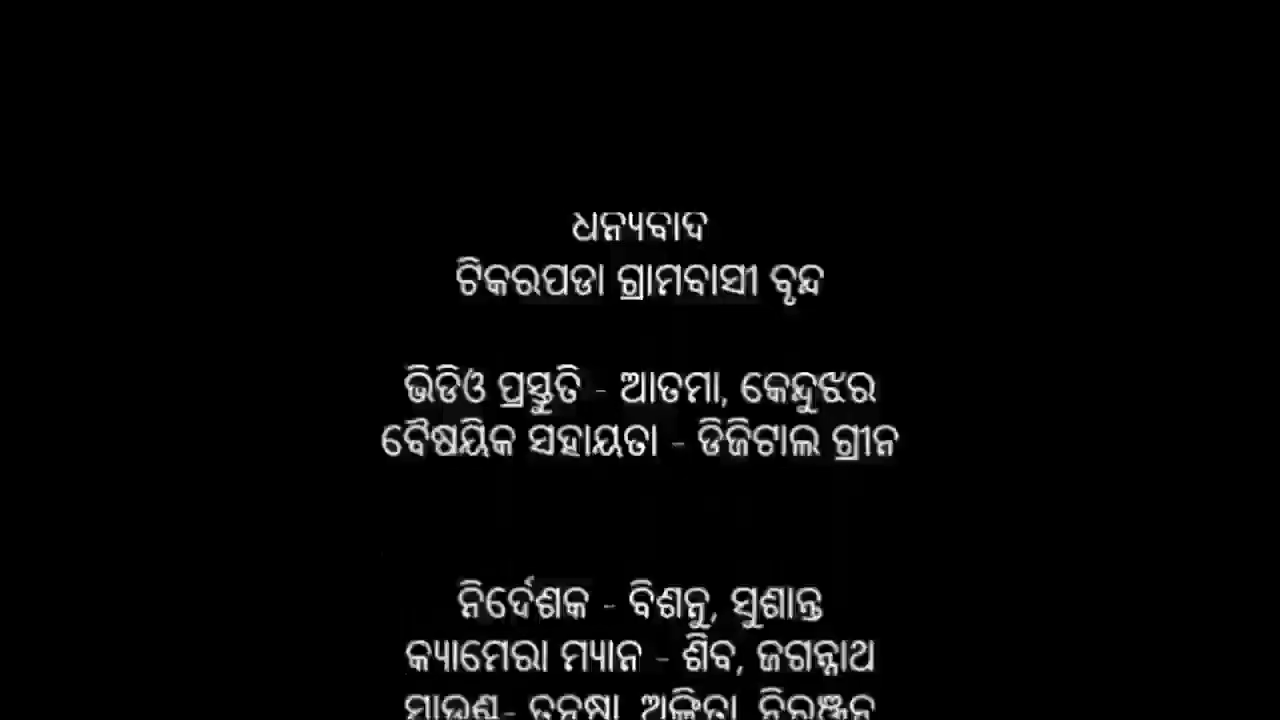 ଧନ୍ୟବାଦ
ଟିକରପଡା ଗ୍ରାମବାସୀ ବୃନ୍ଦ
ଭିଡିଓ ପ୍ରସ୍ତୁତି - ଆତମା, କେନ୍ଦୁଝର
ବୈଷୟିକ ସହାୟତା - ଡିଜିଟାଲ ଗ୍ରୀନ
ନିର୍ଦେଶକ - ବିଶନୁ, ସୁଶାନ୍ତ
କ୍ୟାମେରା ମ୍ୟାନ - ଶିବ, ଜଗନ୍ନାଥ